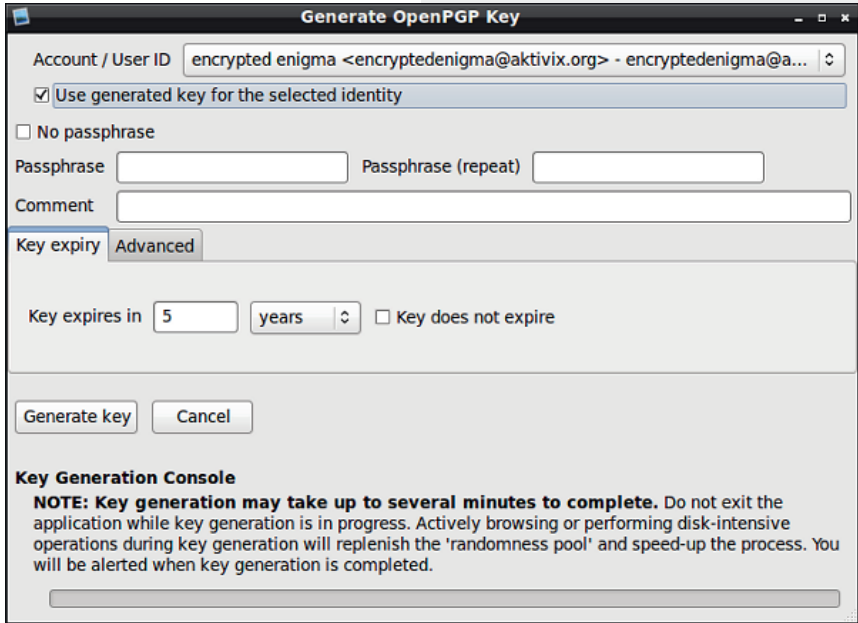 Generate OpenPGP Key
Account / User ID encrypted enigma <encryptedenigma@aktivix.org> - encryptedenigma@a...
Use generated key for the selected identity
No passphrase
Passphrase Passphrase (repeat)
Comment
Key expiry Advanced
Key expires in 5 years Key does not expire
Generate key Cancel
Key Generation Console
NOTE: Key generation may take up to several minutes to complete. Do not exit the
application while key generation is in progress. Actively browsing or performing disk-intensive
operations during key generation will replenish the 'randomness pool' and speed-up the process. You
will be alerted when key generation is completed.